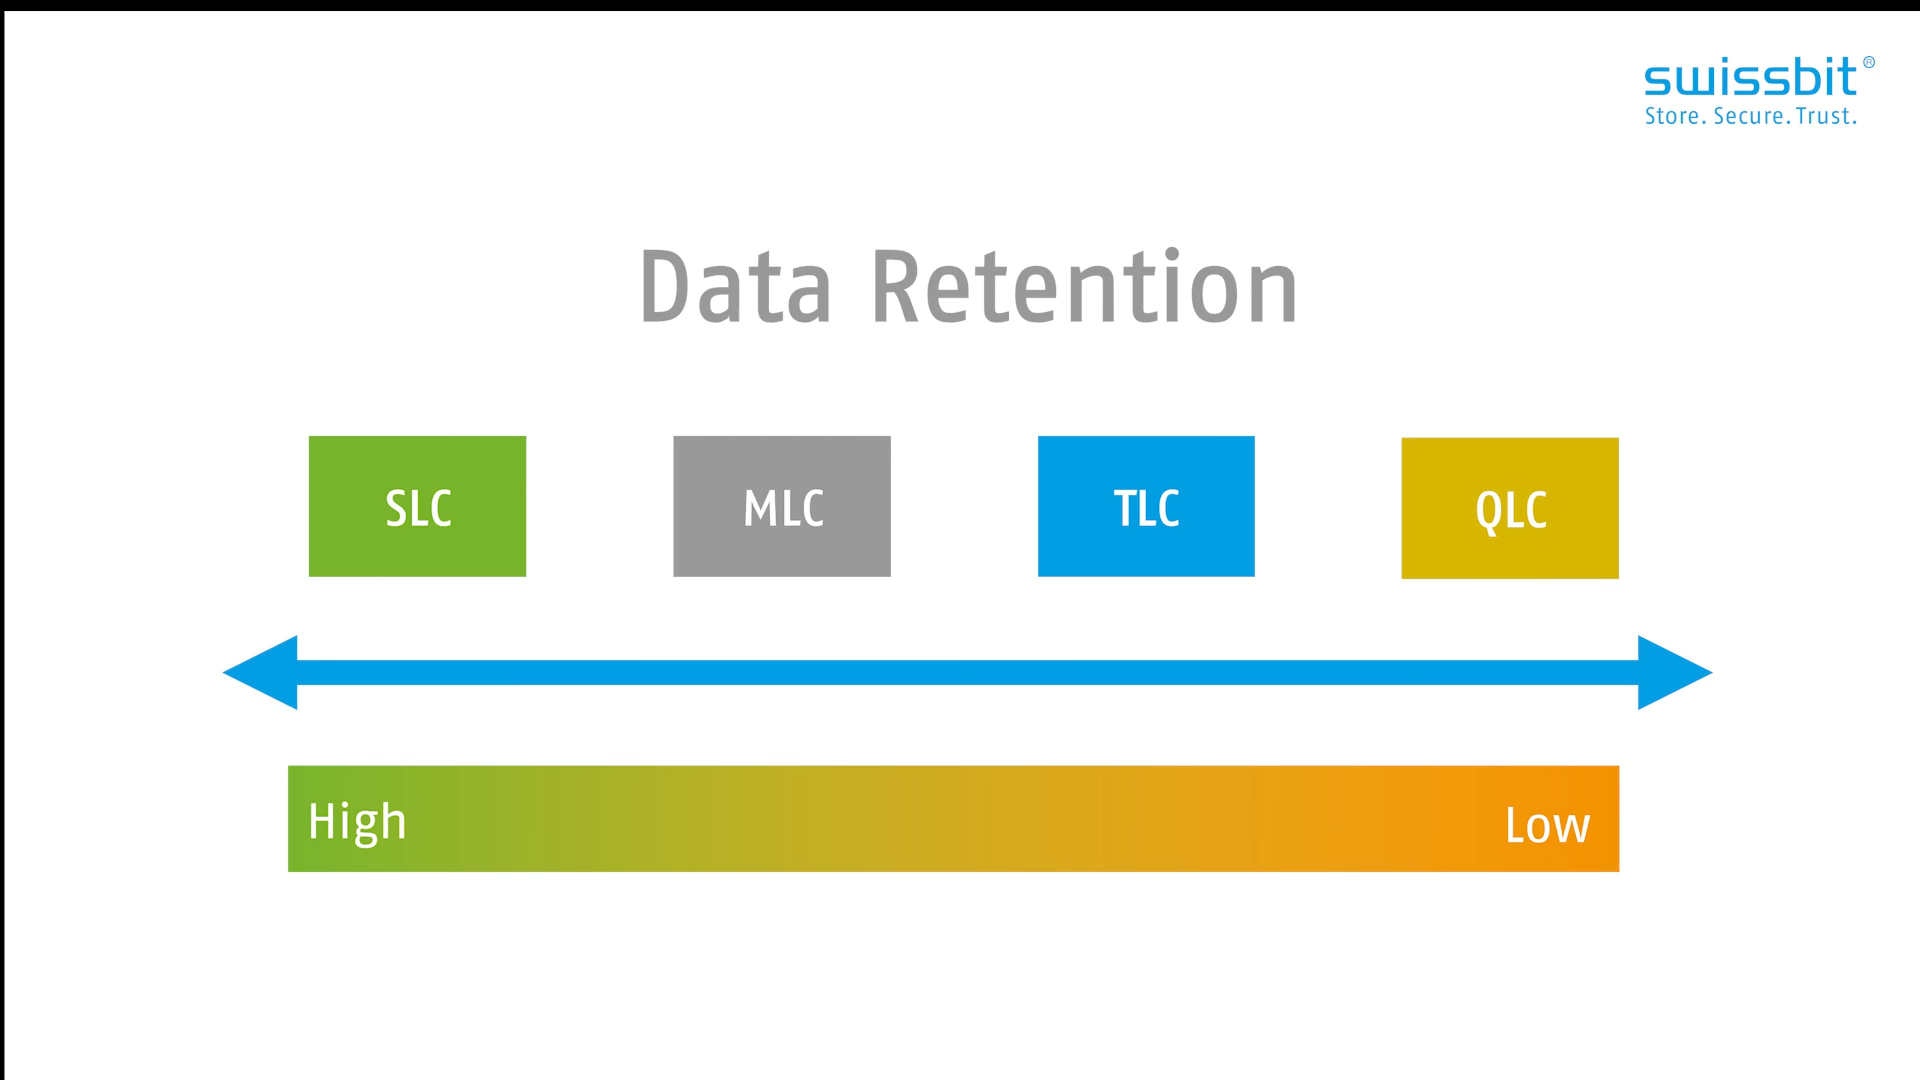 swissbit®
Store. Secure. Trust.
Data Retention
SLC MLC TLC QLC
High Low